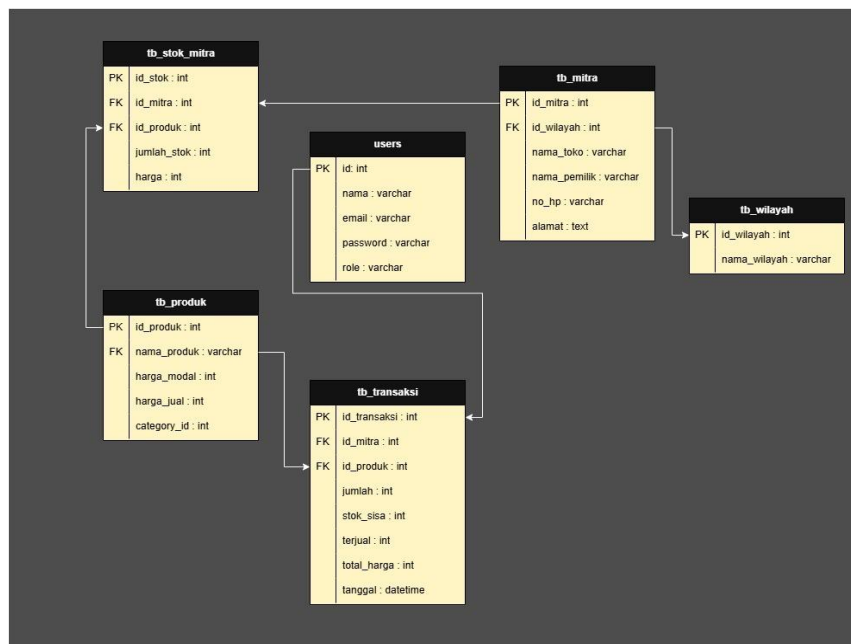 tb_stok_mitra
PK id_stok : int
FK id_mitra : int
FK id_produk : int
jumlah_stok : int
harga : int
tb_mitra
PK id_mitra : int
FK id_wilayah : int
nama_toko : varchar
nama_pemilik : varchar
no_hp : varchar
alamat : text
users
PK id: int
nama : varchar
email : varchar
password : varchar
role : varchar
tb_wilayah
PK id_wilayah : int
nama_wilayah : varchar
tb_produk
PK id_produk : int
FK nama_produk : varchar
harga_modal : int
harga_jual : int
category_id : int
tb_transaksi
PK id_transaksi : int
FK id_mitra : int
FK id_produk : int
jumlah : int
stok_sisa : int
terjual : int
total_harga : int
tanggal : datetime